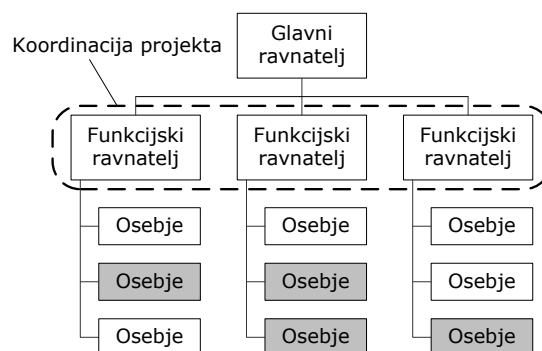 Koordinacija projekta
Glavni
ravnatelj
Funkcijski
ravnatelj
Funkcijski
ravnatelj
Funkcijski
ravnatelj
Osebje
Osebje
Osebje
Osebje
Osebje
Osebje
Osebje
Osebje
Osebje